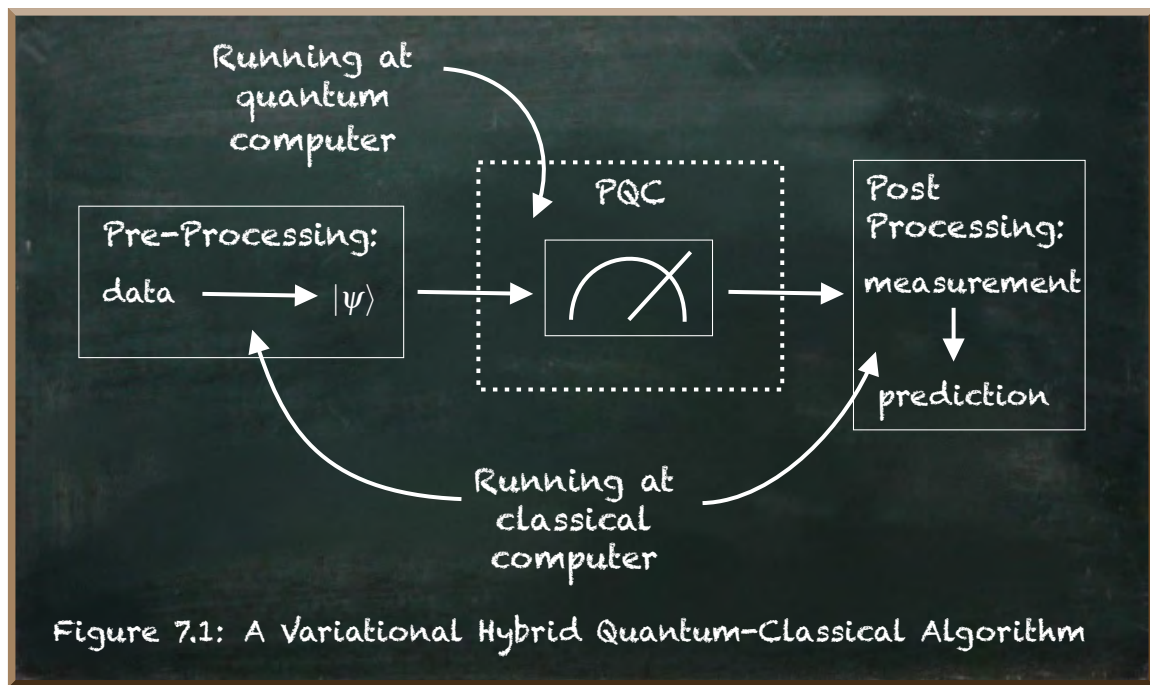 Running at
quantum
computer
PQC
Post
Processing:
Pre-Processing:
data
|ψ⟩
measurement
prediction
Running at
classical
computer
Figure 7.1: A Variational Hybrid Quantum-Classical Algorithm